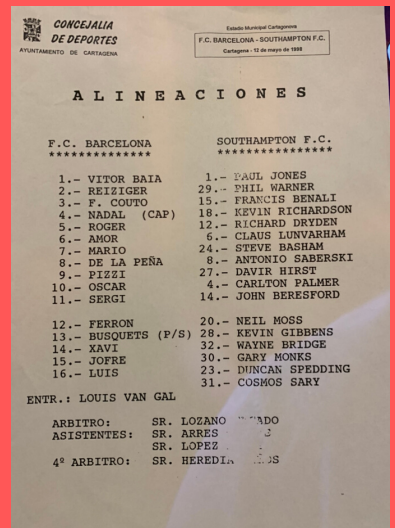 CONCEJALIA
DE DEPORTES
AYUNTAMIENTO DE CARTAGENA
Estadio Municipal Cartagonova
F.C. BARCELONA - SOUTHAMPTON F.C.
Cartagena - 12 de mayo de 1998
ALINEACIONES
F.C. BARCELONA
**************
1.- VITOR BAIA
2.- REIZIGER
3.- F. COUTO
4.- NADAL (CAP)
5.- ROGER
6.- AMOR
7.- MARIO
8.- DE LA PEÑA
9.- PIZZI
10.- OSCAR
11.- SERGI
12.- FERRON
13.- BUSQUETS (P/S)
14.- XAVI
15.- JOFRE
16.- LUIS
ENTR.: LOUIS VAN GAL
SOUTHAMPTON F.C.
****************
1.- PAUL JONES
29.- PHIL WARNER
15.- FRANCIS BENALI
18.- KEVIN RICHARDSON
12.- RICHARD DRYDEN
6.- CLAUS LUNVARHAM
24.- STEVE BASHAM
8.- ANTONIO SABERSKI
27.- DAVIR HIRST
4.- CARLTON PALMER
14.- JOHN BERESFORD
20.- NEIL MOSS
28.- KEVIN GIBBENS
32.- WAYNE BRIDGE
30.- GARY MONKS
23.- DUNCAN SPEDDING
31.- COSMOS SARY
ARBITRO: SR. LOZANO
ASISTENTES: SR. ARRES
SR. LOPEZ
4º ARBITRO: SR. HEREDIA